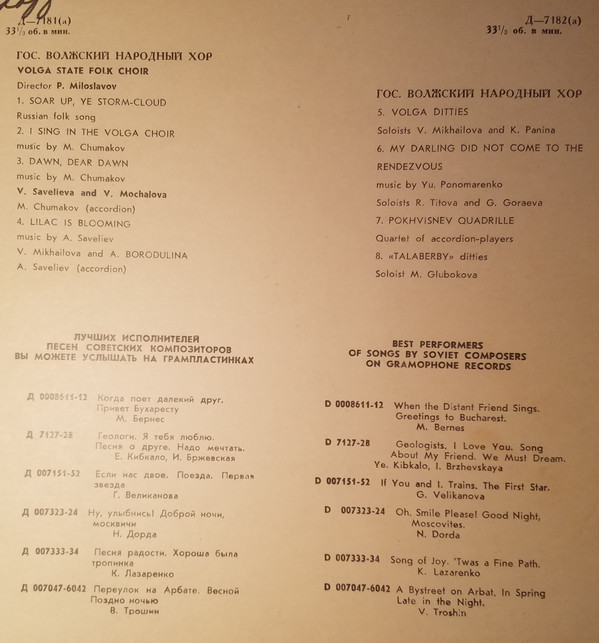 Д—7181(а)
33 1/3 об. в мин.
ГОС. ВОЛЖСКИЙ НАРОДНЫЙ ХОР
VOLGA STATE FOLK CHOIR
Director P. Miloslavov
1. SOAR UP, YE STORM-CLOUD
Russian folk song
2. I SING IN THE VOLGA CHOIR
music by M. Chumakov
3. DAWN, DEAR DAWN
music by M. Chumakov
V. Savelieva and V. Mochalova
M. Chumakov (accordion)
4. LILAC IS BLOOMING
music by A. Saveliev
V. Mikhailova and A. BORODULINA
A. Saveliev (accordion)
Д—7182(а)
33 1/3 об. в мин.
ГОС. ВОЛЖСКИЙ НАРОДНЫЙ ХОР
5. VOLGA DITTIES
Soloists V. Mikhailova and K. Panina
6. MY DARLING DID NOT COME TO THE
RENDEZVOUS
music by Yu. Ponomarenko
Soloists R. Titova and G. Goraeva
7. POKHVISNEV QUADRILLE
Quartet of accordion-players
8. «TALABERBY» ditties
Soloist M. Glubokova
ЛУЧШИХ ИСПОЛНИТЕЛЕЙ
ПЕСЕН СОВЕТСКИХ КОМПОЗИТОРОВ
ВЫ МОЖЕТЕ УСЛЫШАТЬ НА ГРАМПЛАСТИНКАХ
Д 0008611-12 Когда поет далекий друг.
Привет Бухаресту
М. Бернес
Д 7127-28 Геологи. Я тебя люблю.
Песня о друге. Надо мечтать.
Е. Кибкало, И. Бржевская
Д 007151-52 Если нас двое. Поезда. Первая
звезда
Г. Великанова
Д 007323-24 Ну, улыбнись! Доброй ночи,
москвичи
Н. Дорда
Д 007333-34 Песня радости. Хороша была
тропинка
К. Лазаренко
Д 007047-6042 Переулок на Арбате. Весной
Поздно ночью
В. Трошин
BEST PERFORMERS
OF SONGS BY SOVIET COMPOSERS
ON GRAMOPHONE RECORDS
D 0008611-12 When the Distant Friend Sings.
Greetings to Bucharest.
M. Bernes
D 7127-28 Geologists. I Love You. Song
About My Friend. We Must Dream.
Ye. Kibkalo, I. Brzhevskaya
D 007151-52 If You and I. Trains. The First Star.
G. Velikanova
D 007323-24 Oh, Smile Please! Good Night,
Moscovites.
N. Dorda
D 007333-34 Song of Joy. 'Twas a Fine Path.
K. Lazarenko
D 007047-6042 A Bystreet on Arbat. In Spring
Late in the Night.
V. Troshin